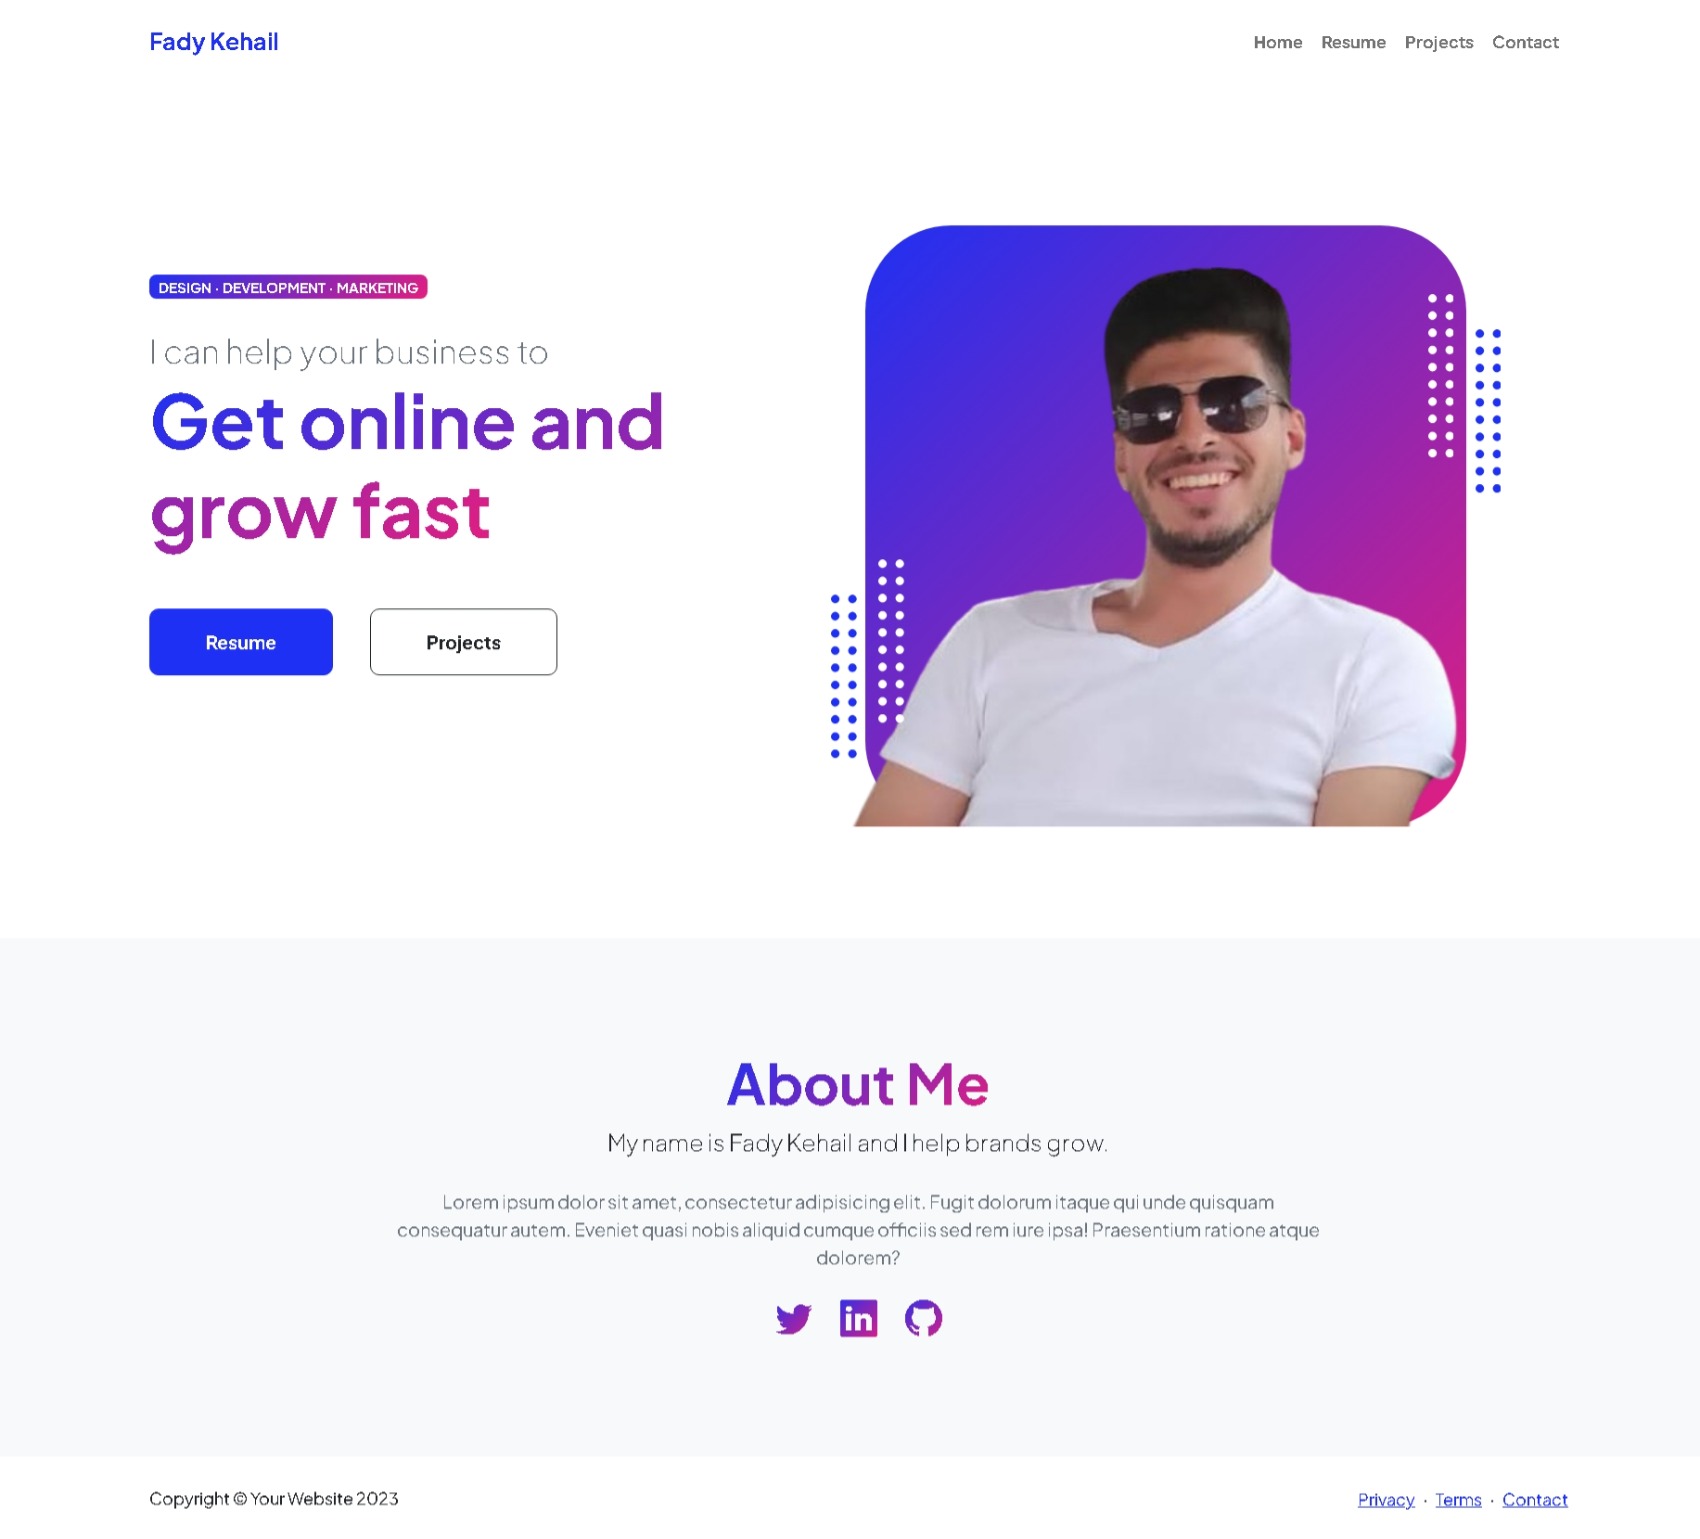 Fady Kehail
Home Resume Projects Contact
DESIGN · DEVELOPMENT · MARKETING
I can help your business to
Get online and
grow fast
Resume Projects
About Me
My name is Fady Kehail and I help brands grow.
Lorem ipsum dolor sit amet, consectetur adipisicing elit. Fugit dolorum itaque qui unde quisquam
consequatur autem. Eveniet quasi nobis aliquid cumque officiis sed rem iure ipsa! Praesentium ratione atque
dolorem?
in
Copyright © Your Website 2023
Privacy · Terms · Contact